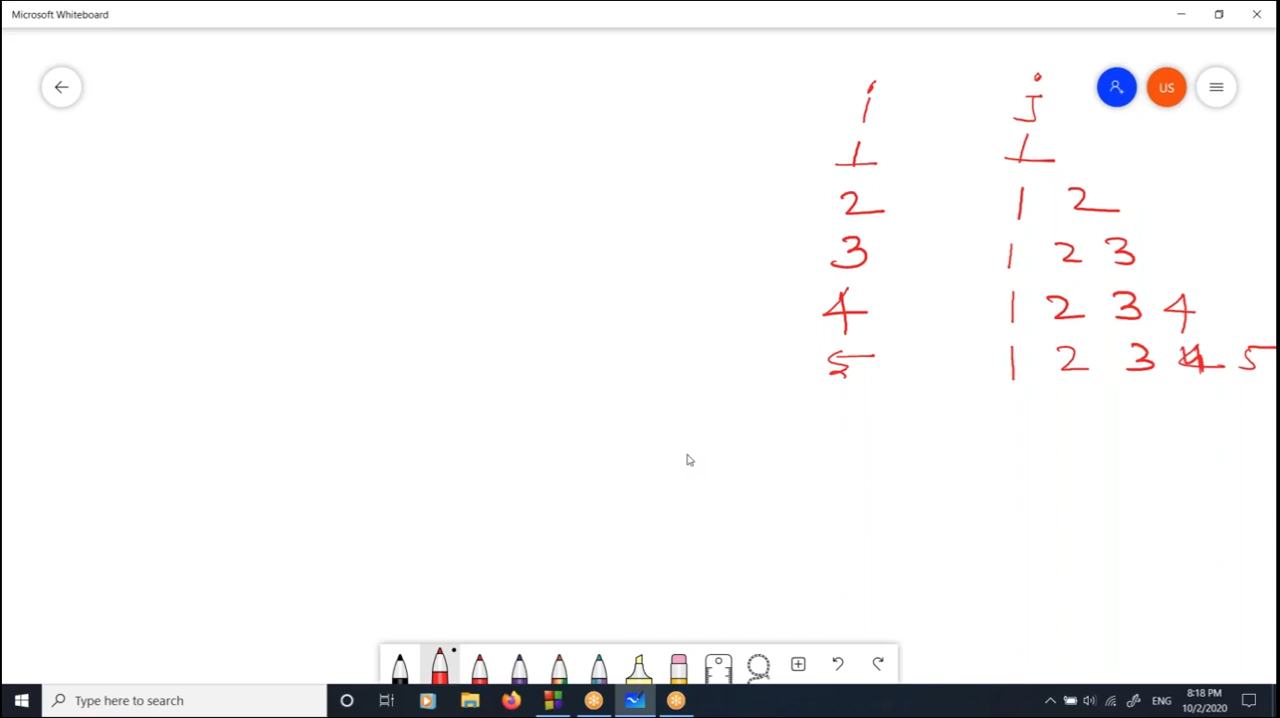 Microsoft Whiteboard
US
i j
1 1
2 1 2
3 1 2 3
4 1 2 3 4
5 1 2 3 4 5
Type here to search
ENG
8:18 PM
10/2/2020